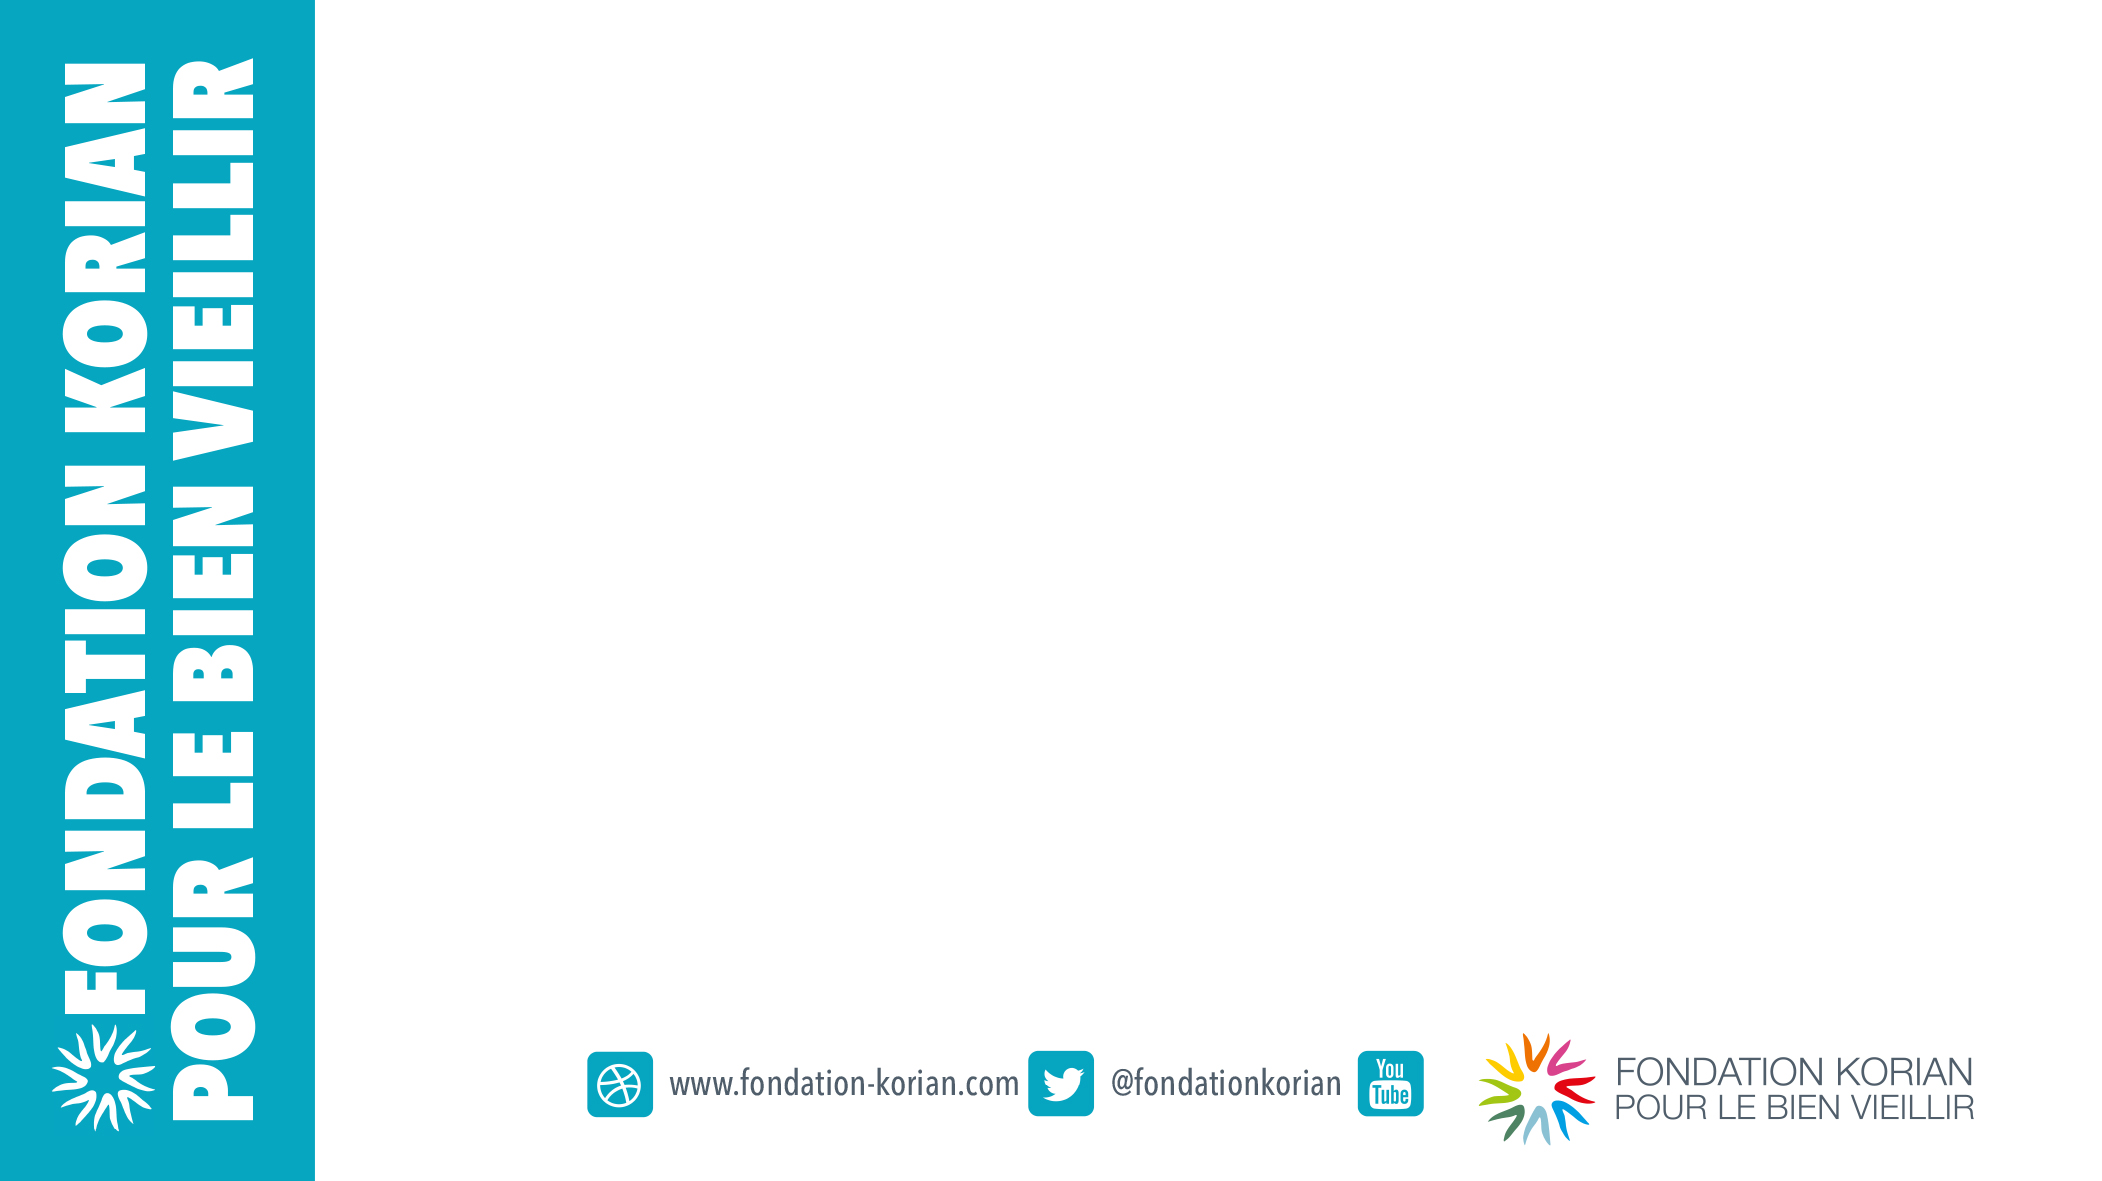 FONDATION KORIAN
POUR LE BIEN VIEILLIR
www.fondation-korian.com
@fondationkorian
You
Tube
FONDATION KORIAN
POUR LE BIEN VIEILLIR